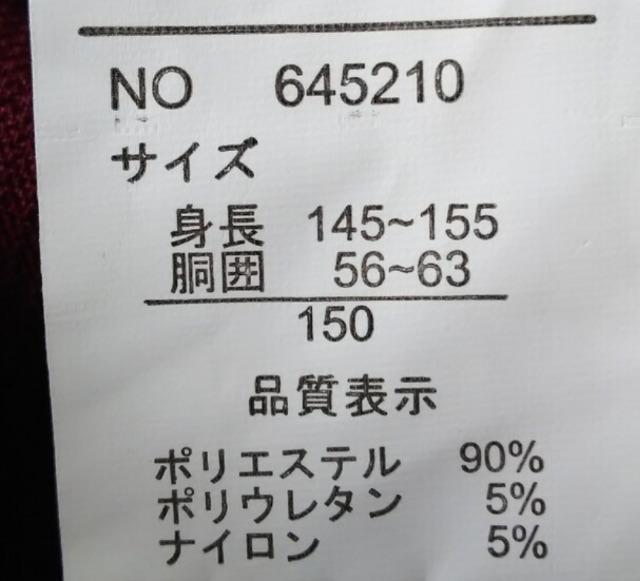 NO 645210
サイズ
身長 145~155
胴囲 56~63
150
品質表示
ポリエステル 90%
ポリウレタン 5%
ナイロン 5%